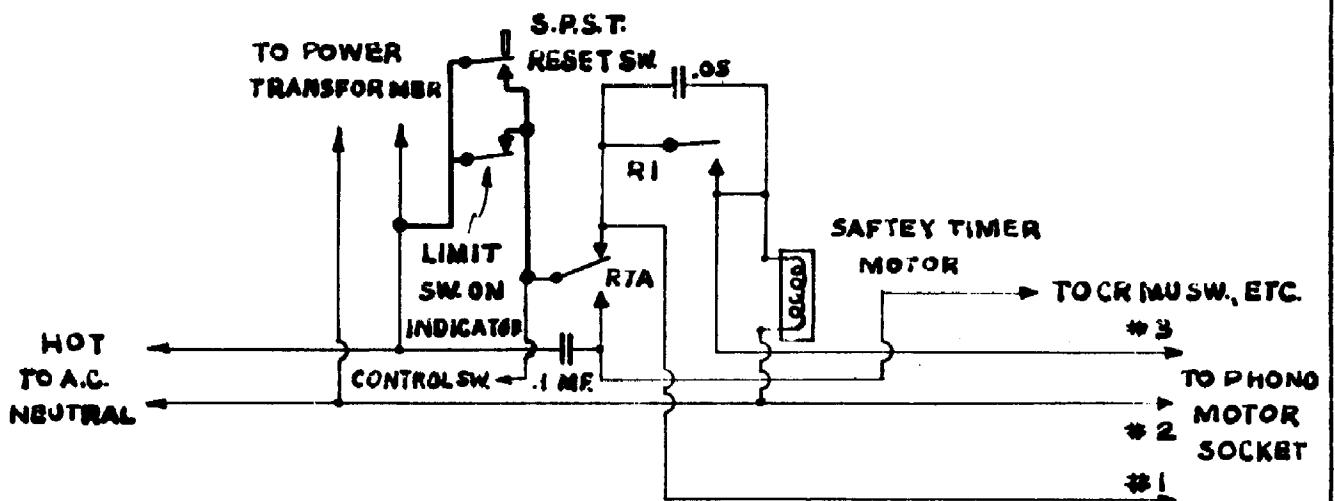 S.P.S.T.
RESET SW.
TO POWER
TRANSFORMER
.05
R1
SAFTEY TIMER
MOTOR
LIMIT
SW. ON
INDICATOR
R7A
TO CR MU SW., ETC.
#3
HOT
TO A.C.
NEUTRAL
CONTROL SW.
.1 MF.
TO PHONO
MOTOR
SOCKET
#2
#1